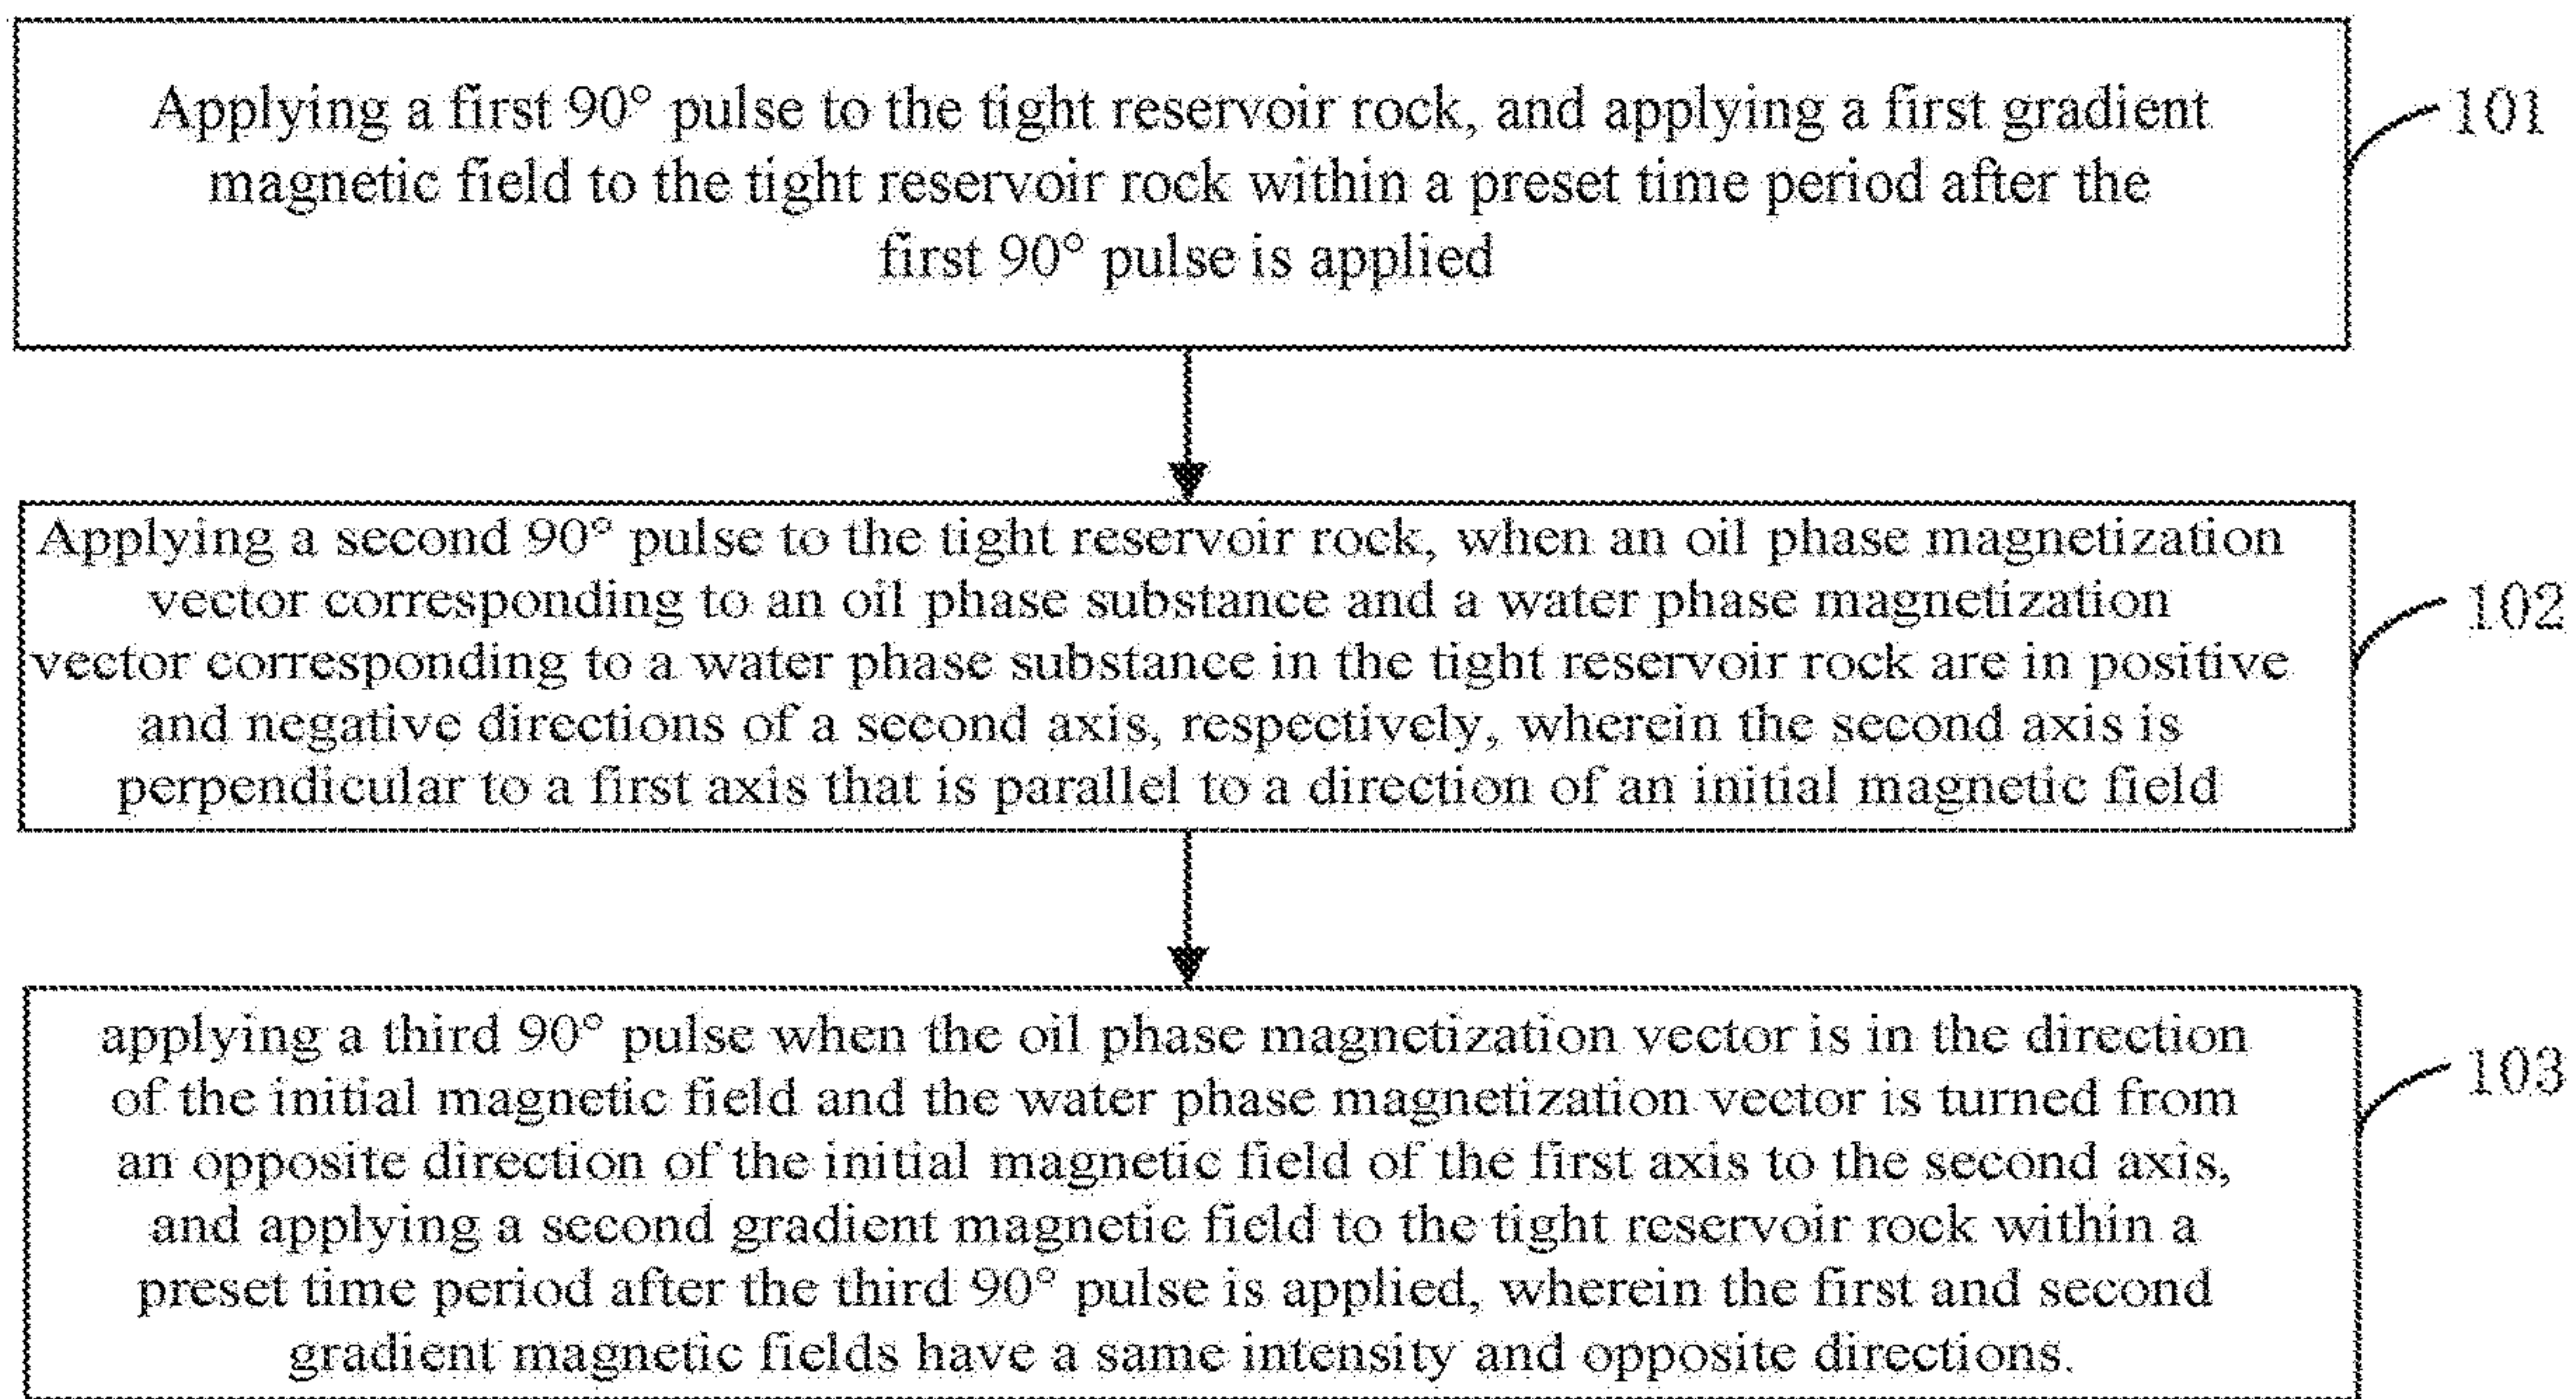 Applying a first 90° pulse to the tight reservoir rock, and applying a first gradient
magnetic field to the tight reservoir rock within a preset time period after the
first 90° pulse is applied
101
Applying a second 90° pulse to the tight reservoir rock, when an oil phase magnetization
vector corresponding to an oil phase substance and a water phase magnetization
vector corresponding to a water phase substance in the tight reservoir rock are in positive
and negative directions of a second axis, respectively, wherein the second axis is
perpendicular to a first axis that is parallel to a direction of an initial magnetic field
102
applying a third 90° pulse when the oil phase magnetization vector is in the direction
of the initial magnetic field and the water phase magnetization vector is turned from
an opposite direction of the initial magnetic field of the first axis to the second axis,
and applying a second gradient magnetic field to the tight reservoir rock within a
preset time period after the third 90° pulse is applied, wherein the first and second
gradient magnetic fields have a same intensity and opposite directions.
103